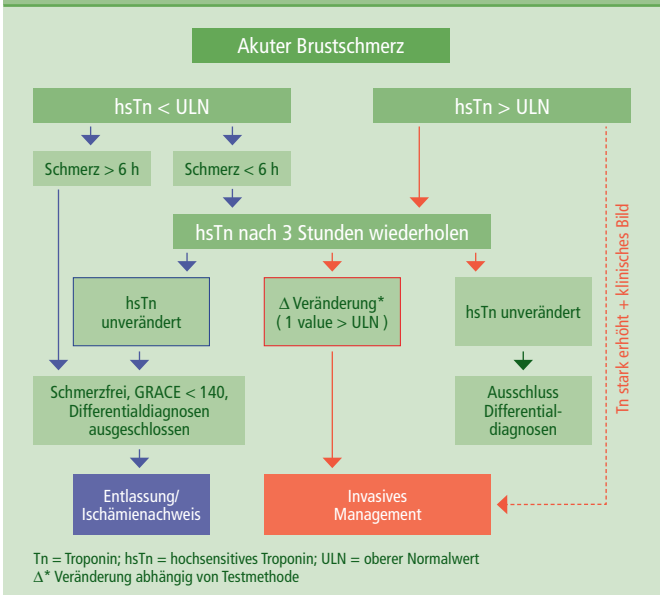 Akuter Brustschmerz
hsTn < ULN
hsTn > ULN
Schmerz > 6 h
Schmerz < 6 h
hsTn nach 3 Stunden wiederholen
hsTn
unverändert
Δ Veränderung*
( 1 value > ULN )
hsTn unverändert
Tn stark erhöht + klinisches Bild
Schmerzfrei, GRACE < 140,
Differentialdiagnosen
ausgeschlossen
Ausschluss
Differential-
diagnosen
Entlassung/
Ischämienachweis
Invasives
Management
Tn = Troponin; hsTn = hochsensitives Troponin; ULN = oberer Normalwert
Δ* Veränderung abhängig von Testmethode